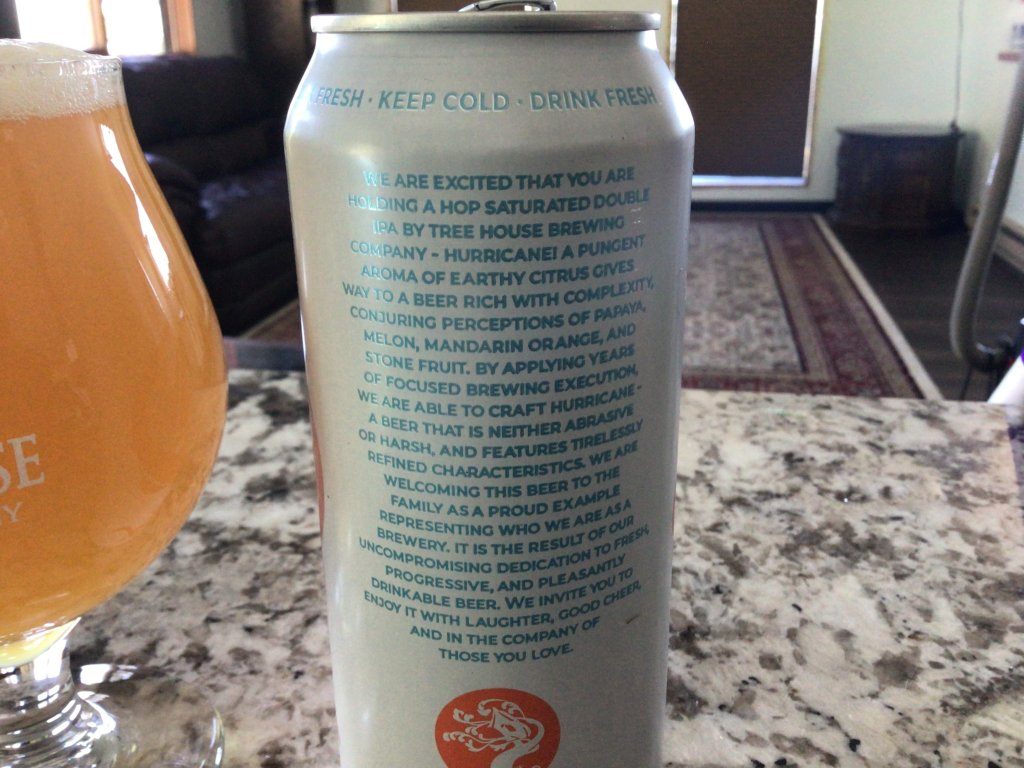 FRESH · KEEP COLD · DRINK FRESH
WE ARE EXCITED THAT YOU ARE
HOLDING A HOP SATURATED DOUBLE
IPA BY TREE HOUSE BREWING
COMPANY - HURRICANE! A PUNGENT
AROMA OF EARTHY CITRUS GIVES
WAY TO A BEER RICH WITH COMPLEXITY,
CONJURING PERCEPTIONS OF PAPAYA,
MELON, MANDARIN ORANGE, AND
STONE FRUIT. BY APPLYING YEARS
OF FOCUSED BREWING EXECUTION,
WE ARE ABLE TO CRAFT HURRICANE -
A BEER THAT IS NEITHER ABRASIVE
OR HARSH, AND FEATURES TIRELESSLY
REFINED CHARACTERISTICS. WE ARE
WELCOMING THIS BEER TO THE
FAMILY AS A PROUD EXAMPLE
REPRESENTING WHO WE ARE AS A
BREWERY. IT IS THE RESULT OF OUR
UNCOMPROMISING DEDICATION TO FRESH,
PROGRESSIVE, AND PLEASANTLY
DRINKABLE BEER. WE INVITE YOU TO
ENJOY IT WITH LAUGHTER, GOOD CHEER,
AND IN THE COMPANY OF
THOSE YOU LOVE.
SE
Y